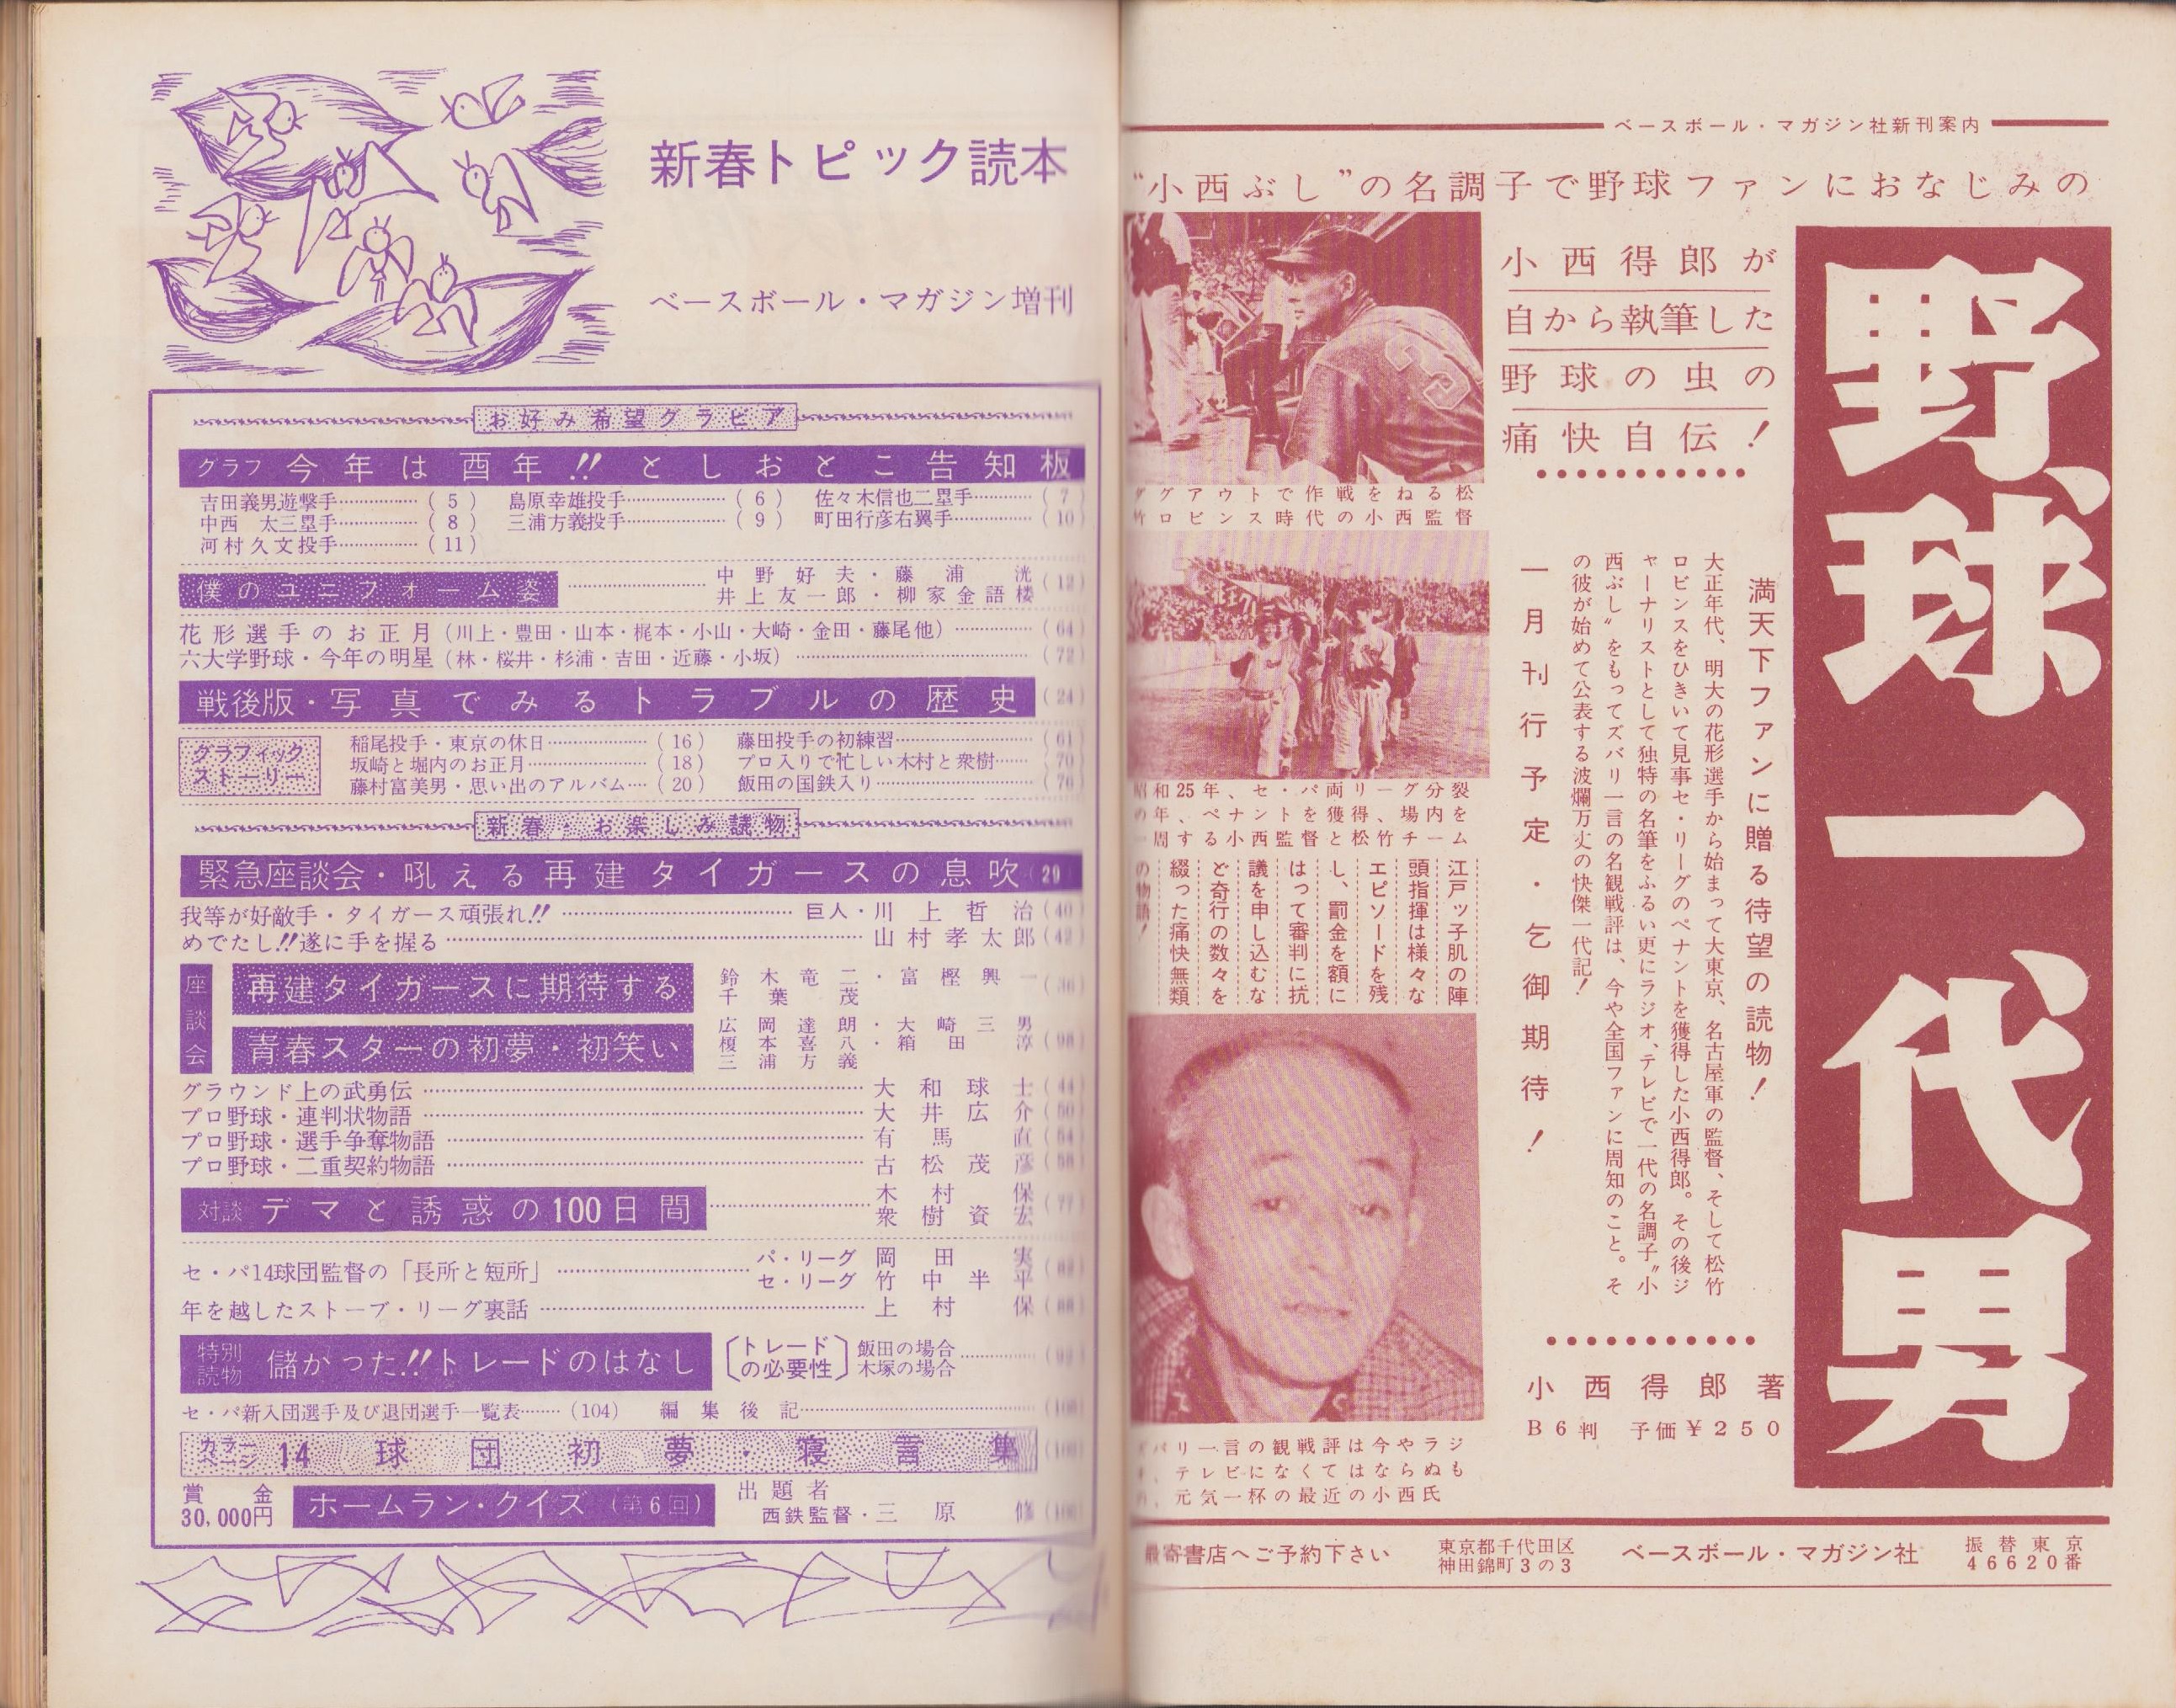 新春トピック読本
ベースボール・マガジン増刊
お好み希望グラビア
グラフ 今年は酉年!! としおとこ告知板
吉田義男遊撃手……(5) 島原幸雄投手……(6) 佐々木信也二塁手……(7)
中西 太三塁手……(8) 三浦方義投手……(9) 町田行彦右翼手……(10)
河村久文投手……(11)
僕のユニフォーム姿……中野好夫・藤浦洸 (12)
井上友一郎・柳家金語楼
花形選手のお正月(川上・豊田・山本・梶本・小山・大崎・金田・藤尾他)……(64)
六大学野球・今年の明星(林・桜井・杉浦・吉田・近藤・小坂)……(72)
戦後版・写真でみるトラブルの歴史 (24)
グラフィックストーリー
稲尾投手・東京の休日……(16) 藤田投手の初練習……(61)
坂崎と堀内のお正月……(18) プロ入りで忙しい木村と衆樹……(70)
藤村富美男・思い出のアルバム……(20) 飯田の国鉄入り……(76)
新春・お楽しみ読物
緊急座談会・吼える再建タイガースの息吹 (29)
我等が好敵手・タイガース頑張れ!!……巨人・川上哲治(40)
めでたし!!遂に手を握る……山村孝太郎(42)
座談会
再建タイガースに期待する 鈴木竜二・富樫興一 (36)
千葉茂
青春スターの初夢・初笑い 広岡達朗・大崎三男
榎本喜八・箱田淳 (98)
三浦方義
グラウンド上の武勇伝……大和球士(44)
プロ野球・連判状物語……大井広介(50)
プロ野球・選手争奪物語……有馬直(54)
プロ野球・二重契約物語……古松茂彦(58)
対談 デマと誘惑の100日間……木村保
衆樹資宏 (77)
セ・パ14球団監督の「長所と短所」……パ・リーグ 岡田実
セ・リーグ 竹中半平
年を越したストーブ・リーグ裏話……上村保
特別読物 儲かった!!トレードのはなし 〔トレードの必要性〕 飯田の場合
木塚の場合……
セ・パ新入団選手及び退団選手一覧表……(104) 編集後記……
カラーページ 14球団初夢・寝言集
賞金30,000円 ホームラン・クイズ(第6回) 出題者
西鉄監督・三原脩
ベースボール・マガジン社新刊案内
“小西ぶし”の名調子で野球ファンにおなじみの
野球一代男
小西得郎が
自から執筆した
野球の虫の
痛快自伝!
満天下ファンに贈る待望の読物!
大正年代、明大の花形選手から始まって大東京、名古屋軍の監督、そして松竹
ロビンスをひきいて見事セ・リーグのペナントを獲得した小西得郎。その後ジ
ャーナリストとして独特の名筆をふるい更にラジオ、テレビで一代の名調子〝小
西ぶし〟をもってズバリ一言の名観戦評は、今や全国ファンに周知のこと。そ
の彼が始めて公表する波爛万丈の快傑一代記!
一月刊行予定・乞御期待!
小西得郎著
B6判 予価¥250
ダグアウトで作戦をねる松
竹ロビンス時代の小西監督
昭和25年、セ・パ両リーグ分裂
の年、ペナントを獲得、場内を
一周する小西監督と松竹チーム
江戸ッ子肌の陣
頭指揮は様々な
エピソードを残
し、罰金を額に
はって審判に抗
議を申し込むな
ど奇行の数々を
綴った痛快無類
の物語!
ズバリ一言の観戦評は今やラジ
、テレビになくてはならぬも
、元気一杯の最近の小西氏
最寄書店へご予約下さい
東京都千代田区
神田錦町3の3
ベースボール・マガジン社
振替東京
46620番